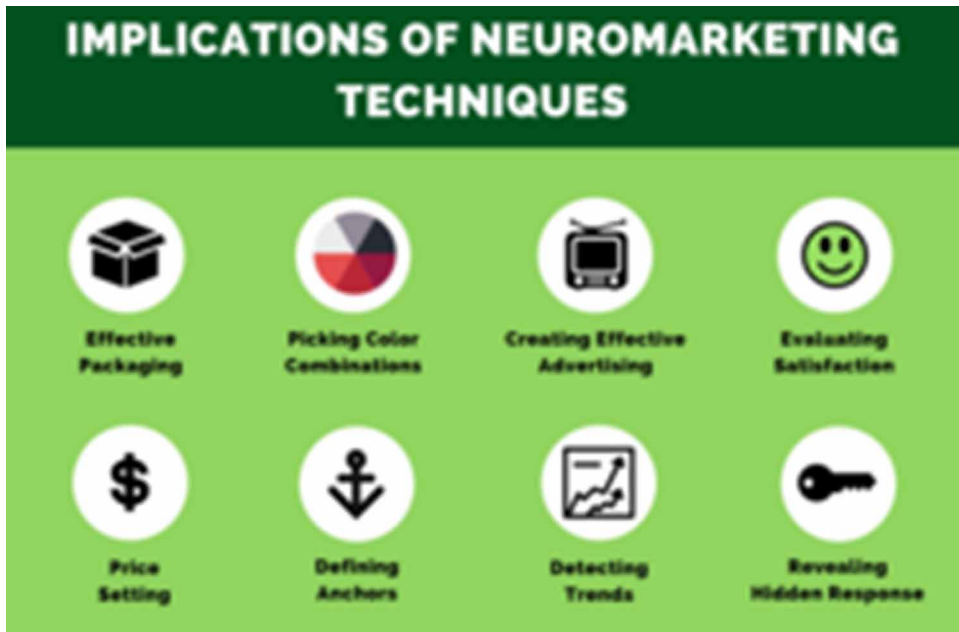 IMPLICATIONS OF NEUROMARKETING
TECHNIQUES
Effective
Packaging
Picking Color
Combinations
Creating Effective
Advertising
Evaluating
Satisfaction
$
Price
Setting
Defining
Anchors
Detecting
Trends
Revealing
Hidden Response